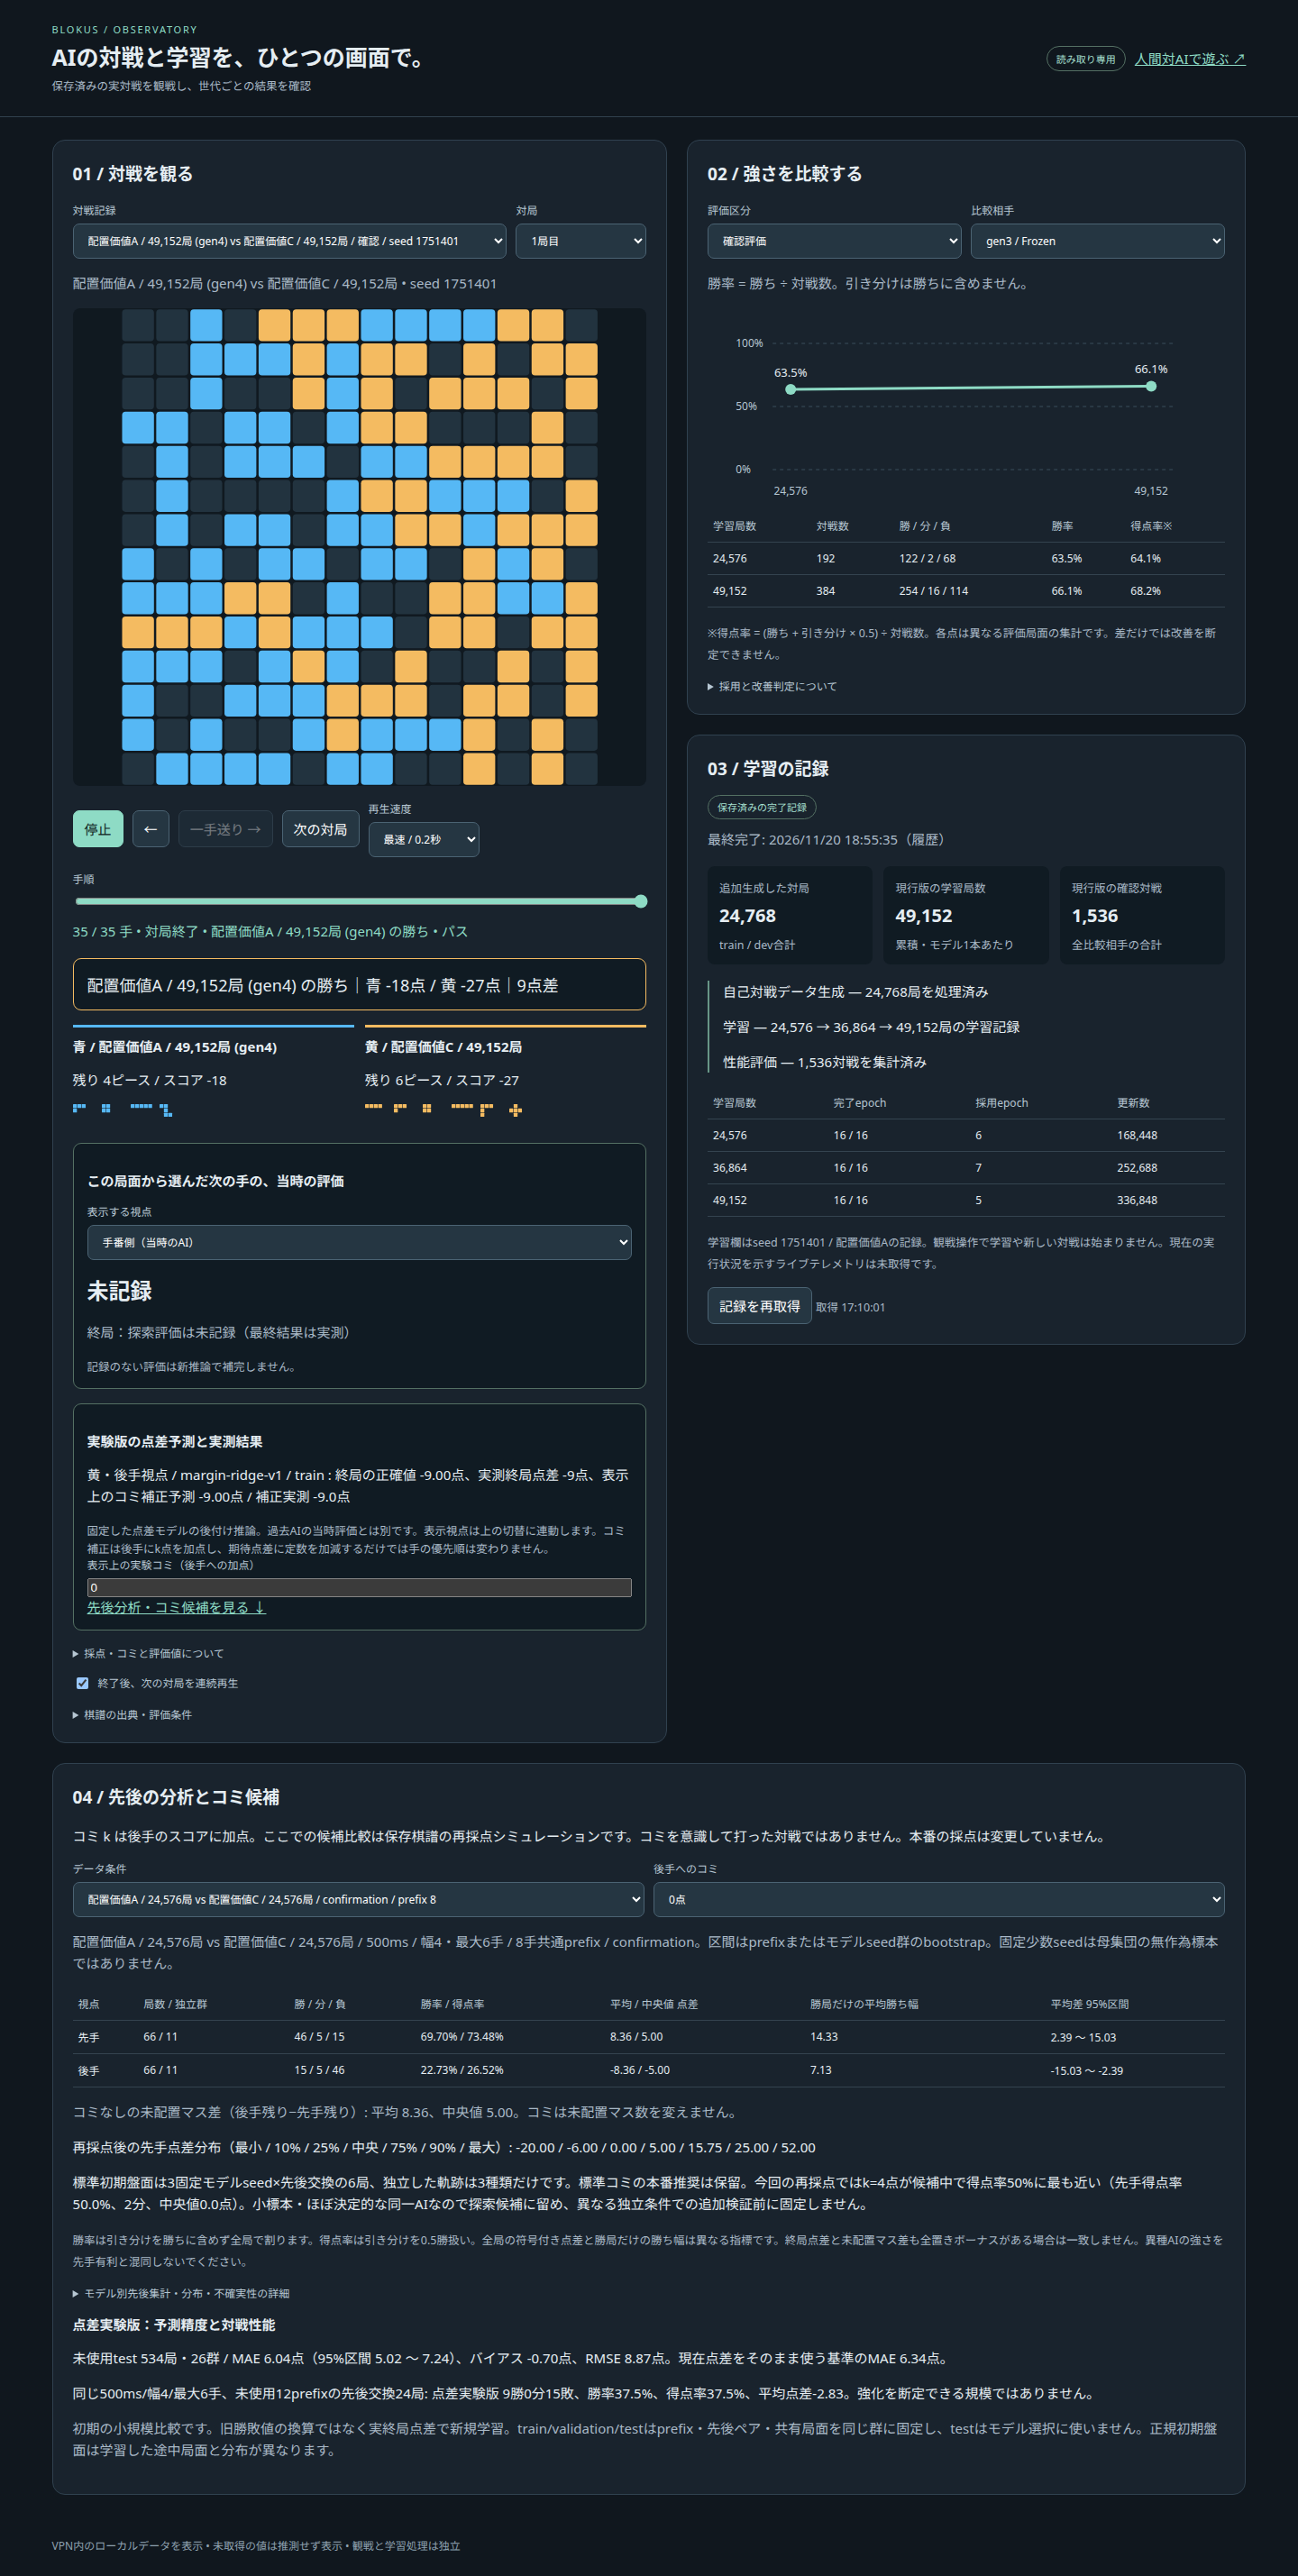 BLOKUS / OBSERVATORY
AIの対戦と学習を、ひとつの画面で。
保存済みの実対戦を観戦し、世代ごとの結果を確認
読み取り専用
人間対AIで遊ぶ ↗
01 / 対戦を観る
対戦記録
対局
配置価値A / 49,152局 (gen4) vs 配置価値C / 49,152局 / 確認 / seed 1751401
1局目
配置価値A / 49,152局 (gen4) vs 配置価値C / 49,152局 • seed 1751401
停止
←
一手送り →
次の対局
再生速度
最速 / 0.2秒
手順
35 / 35 手 • 対局終了 • 配置価値A / 49,152局 (gen4) の勝ち • パス
配置価値A / 49,152局 (gen4) の勝ち｜青 -18点 / 黄 -27点｜9点差
青 / 配置価値A / 49,152局 (gen4)
残り 4ピース / スコア -18
黄 / 配置価値C / 49,152局
残り 6ピース / スコア -27
この局面から選んだ次の手の、当時の評価
表示する視点
手番側（当時のAI）
未記録
終局：探索評価は未記録（最終結果は実測）
記録のない評価は新推論で補完しません。
実験版の点差予測と実測結果
黄・後手視点 / margin-ridge-v1 / train : 終局の正確値 -9.00点、実測終局点差 -9点、表示
上のコミ補正予測 -9.00点 / 補正実測 -9.0点
固定した点差モデルの後付け推論。過去AIの当時評価とは別です。表示視点は上の切替に連動します。コミ
補正は後手にk点を加点し、期待点差に定数を加減するだけでは手の優先順は変わりません。
表示上の実験コミ（後手への加点）
0
先後分析・コミ候補を見る ↓
▶ 採点・コミと評価値について
終了後、次の対局を連続再生
▶ 棋譜の出典・評価条件
02 / 強さを比較する
評価区分
比較相手
確認評価
gen3 / Frozen
勝率 = 勝ち ÷ 対戦数。引き分けは勝ちに含めません。
100%
63.5%
66.1%
50%
0%
24,576
49,152
学習局数 対戦数 勝 / 分 / 負 勝率 得点率※
24,576 192 122 / 2 / 68 63.5% 64.1%
49,152 384 254 / 16 / 114 66.1% 68.2%
※得点率 = (勝ち + 引き分け × 0.5) ÷ 対戦数。各点は異なる評価局面の集計です。差だけでは改善を断
定できません。
▶ 採用と改善判定について
03 / 学習の記録
保存済みの完了記録
最終完了: 2026/11/20 18:55:35（履歴）
追加生成した対局
24,768
train / dev合計
現行版の学習局数
49,152
累積・モデル1本あたり
現行版の確認対戦
1,536
全比較相手の合計
自己対戦データ生成 — 24,768局を処理済み
学習 — 24,576 → 36,864 → 49,152局の学習記録
性能評価 — 1,536対戦を集計済み
学習局数 完了epoch 採用epoch 更新数
24,576 16 / 16 6 168,448
36,864 16 / 16 7 252,688
49,152 16 / 16 5 336,848
学習欄はseed 1751401 / 配置価値Aの記録。観戦操作で学習や新しい対戦は始まりません。現在の実
行状況を示すライブテレメトリは未取得です。
記録を再取得
取得 17:10:01
04 / 先後の分析とコミ候補
コミ k は後手のスコアに加点。ここでの候補比較は保存棋譜の再採点シミュレーションです。コミを意識して打った対戦ではありません。本番の採点は変更していません。
データ条件
後手へのコミ
配置価値A / 24,576局 vs 配置価値C / 24,576局 / confirmation / prefix 8
0点
配置価値A / 24,576局 vs 配置価値C / 24,576局 / 500ms / 幅4・最大6手 / 8手共通prefix / confirmation。区間はprefixまたはモデルseed群のbootstrap。固定少数seedは母集団の無作為標本
ではありません。
視点 局数 / 独立群 勝 / 分 / 負 勝率 / 得点率 平均 / 中央値 点差 勝局だけの平均勝ち幅 平均差 95%区間
先手 66 / 11 46 / 5 / 15 69.70% / 73.48% 8.36 / 5.00 14.33 2.39 〜 15.03
後手 66 / 11 15 / 5 / 46 22.73% / 26.52% -8.36 / -5.00 7.13 -15.03 〜 -2.39
コミなしの未配置マス差（後手残り−先手残り）: 平均 8.36、中央値 5.00。コミは未配置マス数を変えません。
再採点後の先手点差分布（最小 / 10% / 25% / 中央 / 75% / 90% / 最大）: -20.00 / -6.00 / 0.00 / 5.00 / 15.75 / 25.00 / 52.00
標準初期盤面は3固定モデルseed×先後交換の6局、独立した軌跡は3種類だけです。標準コミの本番推奨は保留。今回の再採点ではk=4点が候補中で得点率50%に最も近い（先手得点率
50.0%、2分、中央値0.0点）。小標本・ほぼ決定的な同一AIなので探索候補に留め、異なる独立条件での追加検証前に固定しません。
勝率は引き分けを勝ちに含めず全局で割ります。得点率は引き分けを0.5勝扱い。全局の符号付き点差と勝局だけの勝ち幅は異なる指標です。終局点差と未配置マス差も全置きボーナスがある場合は一致しません。異種AIの強さを
先手有利と混同しないでください。
▶ モデル別先後集計・分布・不確実性の詳細
点差実験版：予測精度と対戦性能
未使用test 534局・26群 / MAE 6.04点（95%区間 5.02 〜 7.24）、バイアス -0.70点、RMSE 8.87点。現在点差をそのまま使う基準のMAE 6.34点。
同じ500ms/幅4/最大6手、未使用12prefixの先後交換24局: 点差実験版 9勝0分15敗、勝率37.5%、得点率37.5%、平均点差-2.83。強化を断定できる規模ではありません。
初期の小規模比較です。旧勝敗値の換算ではなく実終局点差で新規学習。train/validation/testはprefix・先後ペア・共有局面を同じ群に固定し、testはモデル選択に使いません。正規初期盤
面は学習した途中局面と分布が異なります。
VPN内のローカルデータを表示 • 未取得の値は推測せず表示 • 観戦と学習処理は独立